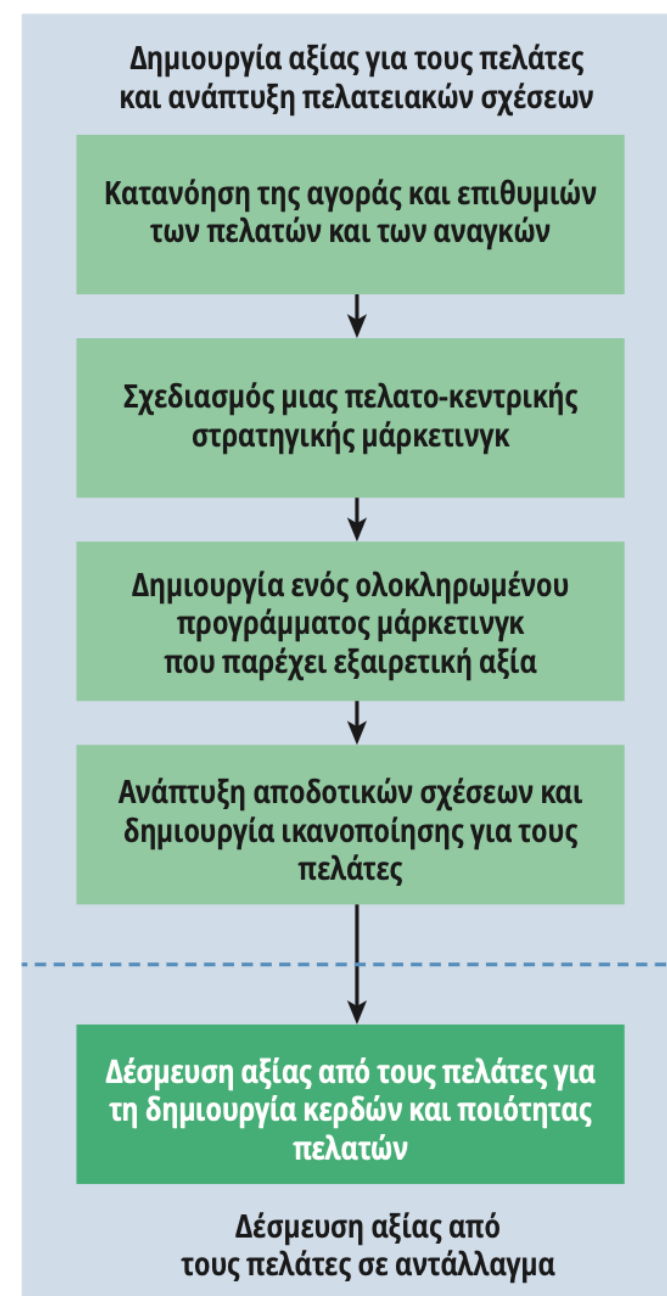 Δημιουργία αξίας για τους πελάτες
και ανάπτυξη πελατειακών σχέσεων
Κατανόηση της αγοράς και επιθυμιών
των πελατών και των αναγκών
Σχεδιασμός μιας πελατο-κεντρικής
στρατηγικής μάρκετινγκ
Δημιουργία ενός ολοκληρωμένου
προγράμματος μάρκετινγκ
που παρέχει εξαιρετική αξία
Ανάπτυξη αποδοτικών σχέσεων και
δημιουργία ικανοποίησης για τους
πελάτες
Δέσμευση αξίας από τους πελάτες για
τη δημιουργία κερδών και ποιότητας
πελατών
Δέσμευση αξίας από
τους πελάτες σε αντάλλαγμα